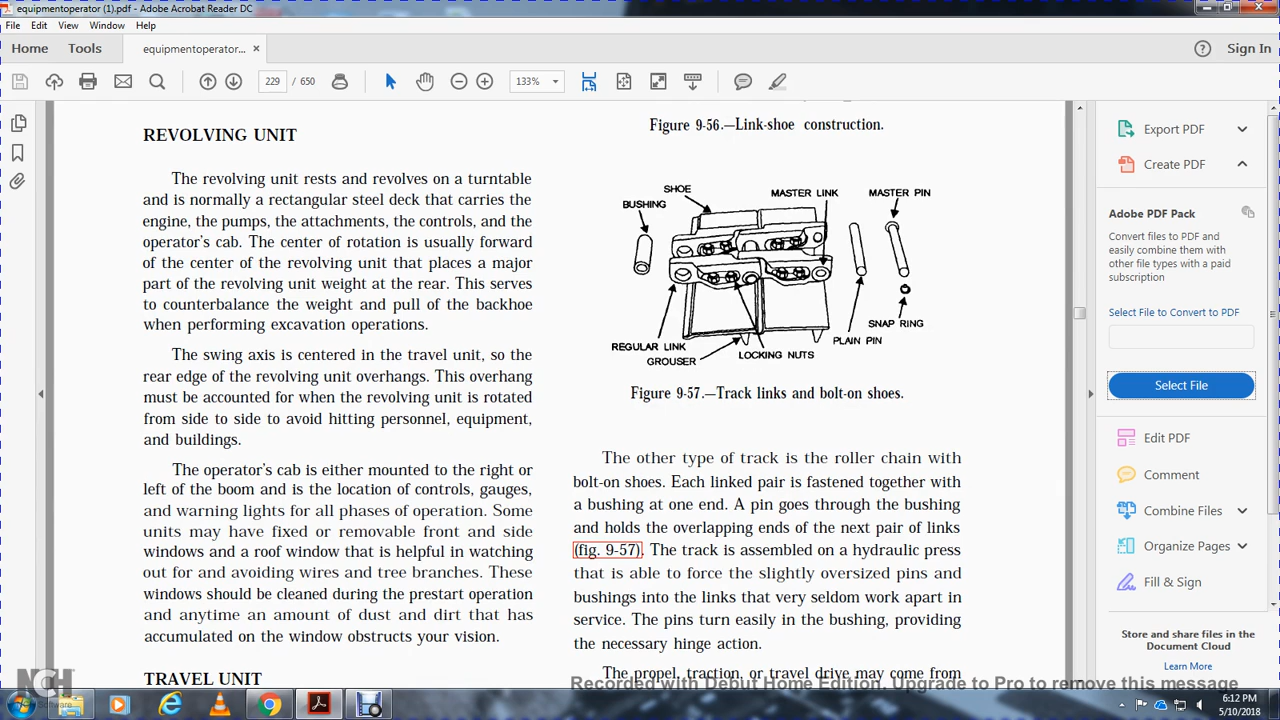 equipmentoperator (1).pdf - Adobe Acrobat Reader DC
File Edit View Window Help
Home Tools equipmentoperator... × Sign In
229 / 650 133%
REVOLVING UNIT
The revolving unit rests and revolves on a turntable
and is normally a rectangular steel deck that carries the
engine, the pumps, the attachments, the controls, and the
operator's cab. The center of rotation is usually forward
of the center of the revolving unit that places a major
part of the revolving unit weight at the rear. This serves
to counterbalance the weight and pull of the backhoe
when performing excavation operations.
The swing axis is centered in the travel unit, so the
rear edge of the revolving unit overhangs. This overhang
must be accounted for when the revolving unit is rotated
from side to side to avoid hitting personnel, equipment,
and buildings.
The operator's cab is either mounted to the right or
left of the boom and is the location of controls, gauges,
and warning lights for all phases of operation. Some
units may have fixed or removable front and side
windows and a roof window that is helpful in watching
out for and avoiding wires and tree branches. These
windows should be cleaned during the prestart operation
and anytime an amount of dust and dirt that has
accumulated on the window obstructs your vision.
TRAVEL UNIT
Figure 9-56.—Link-shoe construction.
SHOE
MASTER LINK
MASTER PIN
BUSHING
SNAP RING
PLAIN PIN
REGULAR LINK
LOCKING NUTS
GROUSER
Figure 9-57.—Track links and bolt-on shoes.
The other type of track is the roller chain with
bolt-on shoes. Each linked pair is fastened together with
a bushing at one end. A pin goes through the bushing
and holds the overlapping ends of the next pair of links
(fig. 9-57). The track is assembled on a hydraulic press
that is able to force the slightly oversized pins and
bushings into the links that very seldom work apart in
service. The pins turn easily in the bushing, providing
the necessary hinge action.
The propel, traction, or travel drive may come from
Export PDF
Create PDF
Adobe PDF Pack
Convert files to PDF and
easily combine them with
other file types with a paid
subscription
Select File to Convert to PDF
Select File
Edit PDF
Comment
Combine Files
Organize Pages
Fill & Sign
Store and share files in the
Document Cloud
Learn More
NCH Software
Recorded with Debut Home Edition. Upgrade to Pro to remove this message
6:12 PM
5/10/2018